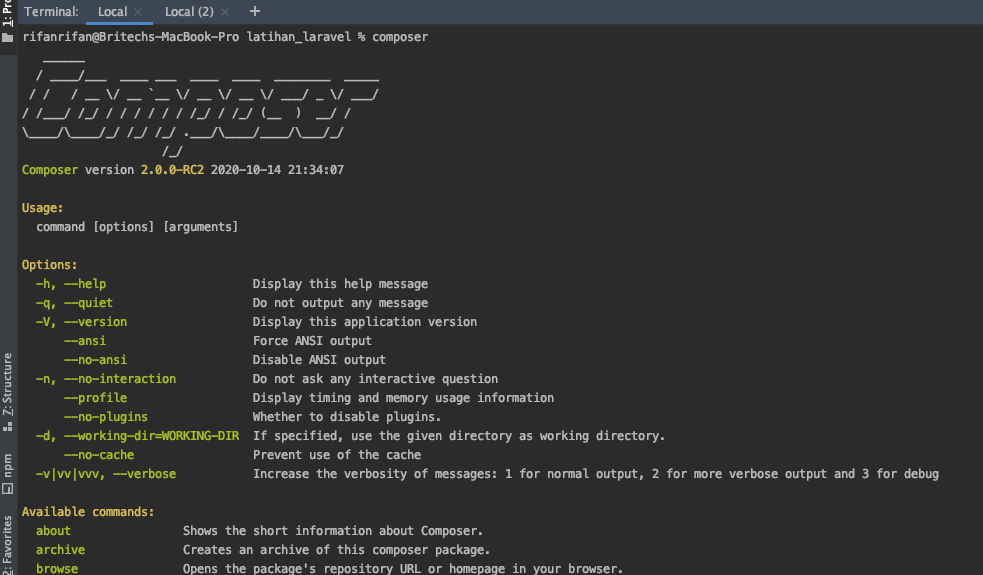 Terminal: Local × Local (2) × +
rifanrifan@Britechs-MacBook-Pro latihan_laravel % composer
Composer
Composer version 2.0.0-RC2 2020-10-14 21:34:07
Usage:
command [options] [arguments]
Options:
-h, --help Display this help message
-q, --quiet Do not output any message
-V, --version Display this application version
--ansi Force ANSI output
--no-ansi Disable ANSI output
-n, --no-interaction Do not ask any interactive question
--profile Display timing and memory usage information
--no-plugins Whether to disable plugins.
-d, --working-dir=WORKING-DIR If specified, use the given directory as working directory.
--no-cache Prevent use of the cache
-v|vv|vvv, --verbose Increase the verbosity of messages: 1 for normal output, 2 for more verbose output and 3 for debug
Available commands:
about Shows the short information about Composer.
archive Creates an archive of this composer package.
browse Opens the package's repository URL or homepage in your browser.
1: Pro
Z: Structure
npm
2: Favorites